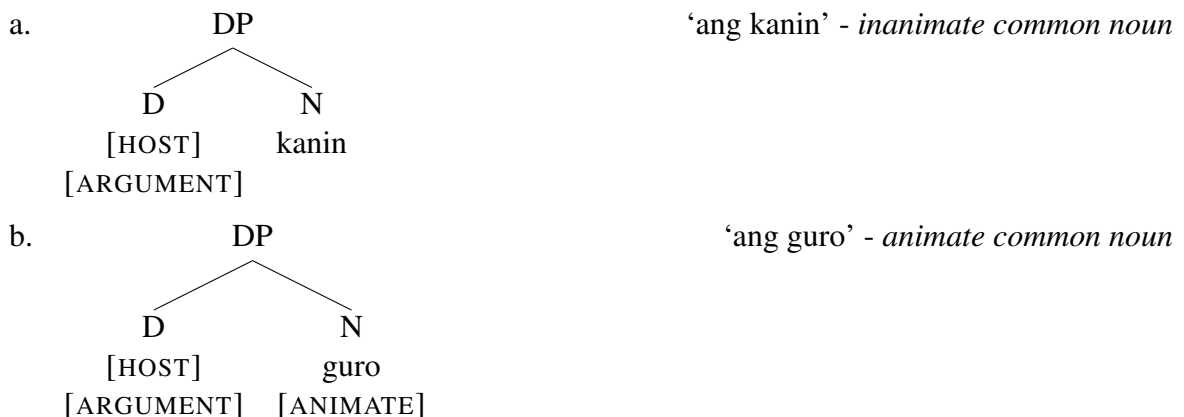 a. DP ‘ang kanin’ - inanimate common noun
D N
[HOST] kanin
[ARGUMENT]
b. DP ‘ang guro’ - animate common noun
D N
[HOST] guro
[ARGUMENT] [ANIMATE]